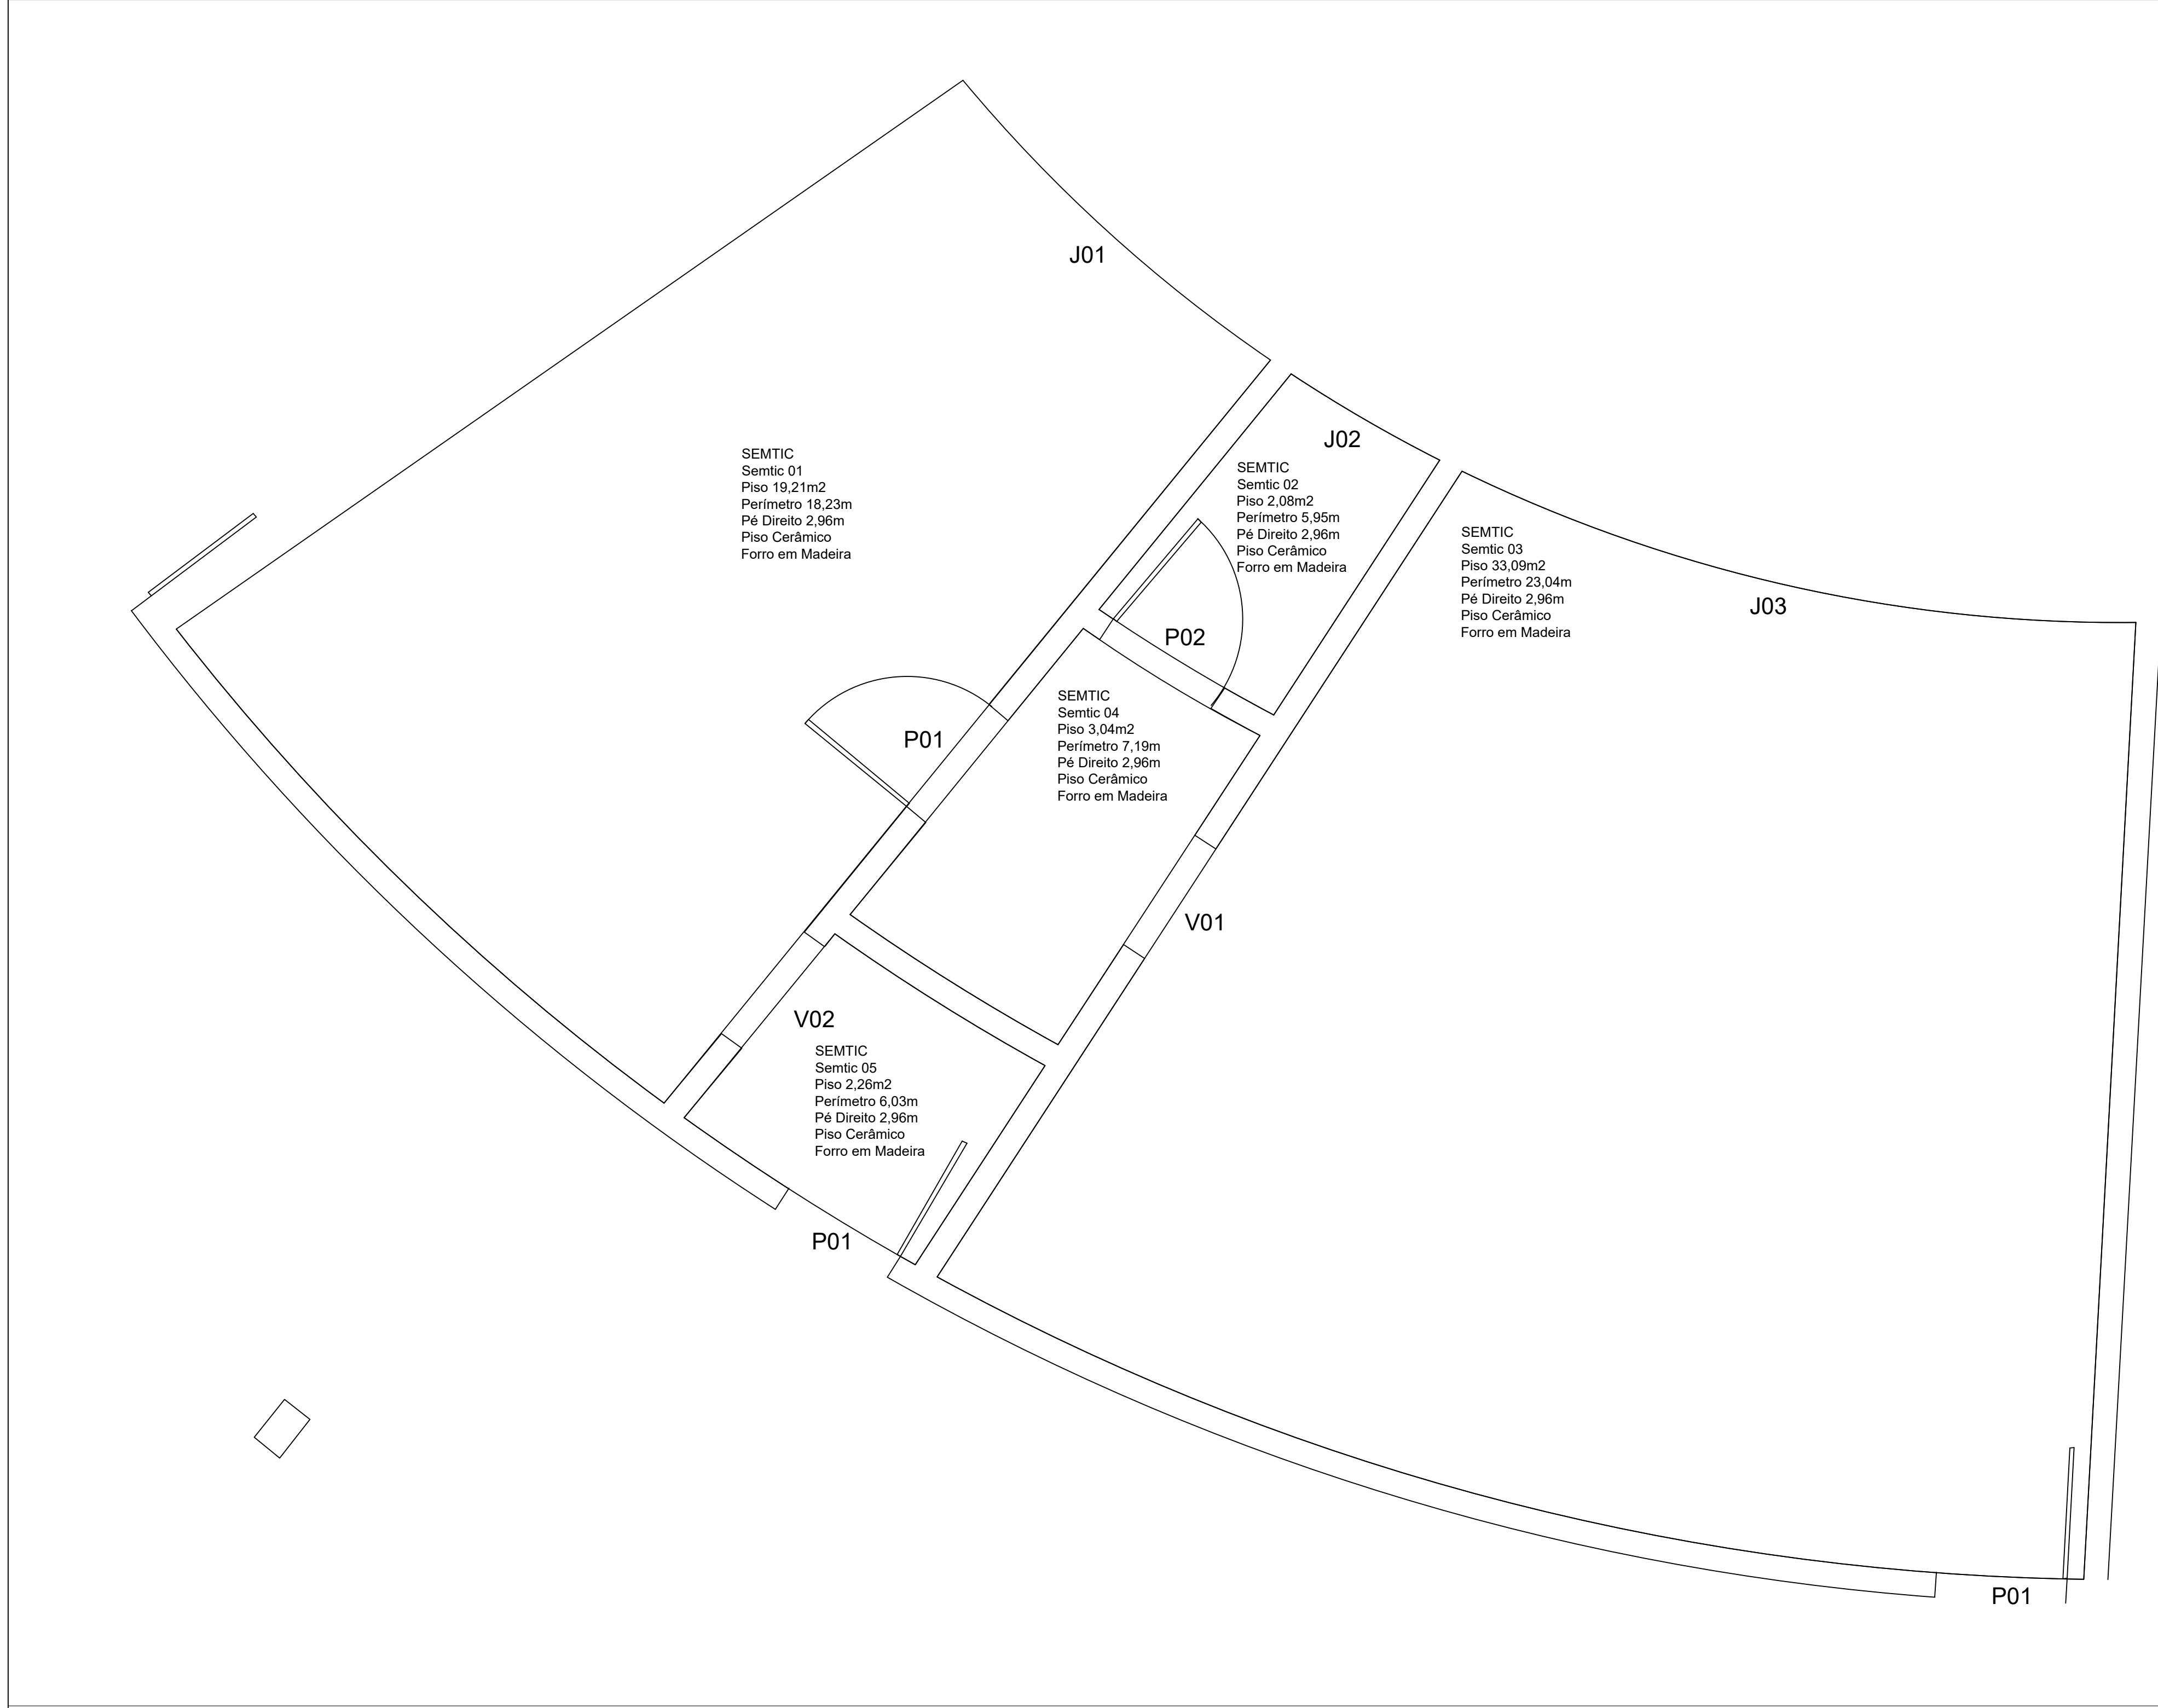 J01
SEMTIC
Semtic 01
Piso 19,21m2
Perímetro 18,23m
Pé Direito 2,96m
Piso Cerâmico
Forro em Madeira
J02
SEMTIC
Semtic 02
Piso 2,08m2
Perímetro 5,95m
Pé Direito 2,96m
Piso Cerâmico
Forro em Madeira
SEMTIC
Semtic 03
Piso 33,09m2
Perímetro 23,04m
Pé Direito 2,96m
Piso Cerâmico
Forro em Madeira
J03
P02
P01
SEMTIC
Semtic 04
Piso 3,04m2
Perímetro 7,19m
Pé Direito 2,96m
Piso Cerâmico
Forro em Madeira
V01
V02
SEMTIC
Semtic 05
Piso 2,26m2
Perímetro 6,03m
Pé Direito 2,96m
Piso Cerâmico
Forro em Madeira
P01
P01